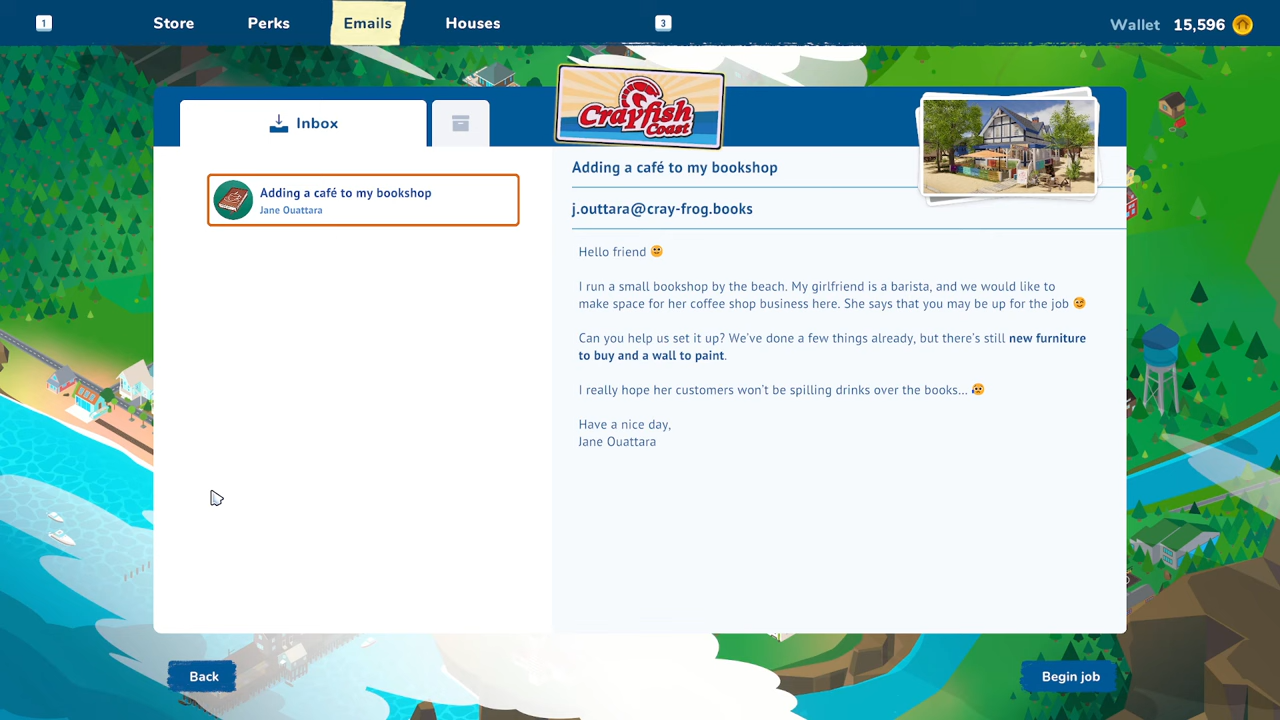 1
Store
Perks
Emails
Houses
3
Wallet 15,596
Inbox
Crayfish
Coast
Adding a café to my bookshop
Jane Ouattara
Adding a café to my bookshop
j.outtara@cray-frog.books
Hello friend 🙂
I run a small bookshop by the beach. My girlfriend is a barista, and we would like to
make space for her coffee shop business here. She says that you may be up for the job 😉
Can you help us set it up? We've done a few things already, but there's still new furniture
to buy and a wall to paint.
I really hope her customers won't be spilling drinks over the books... 😥
Have a nice day,
Jane Ouattara
Back
Begin job